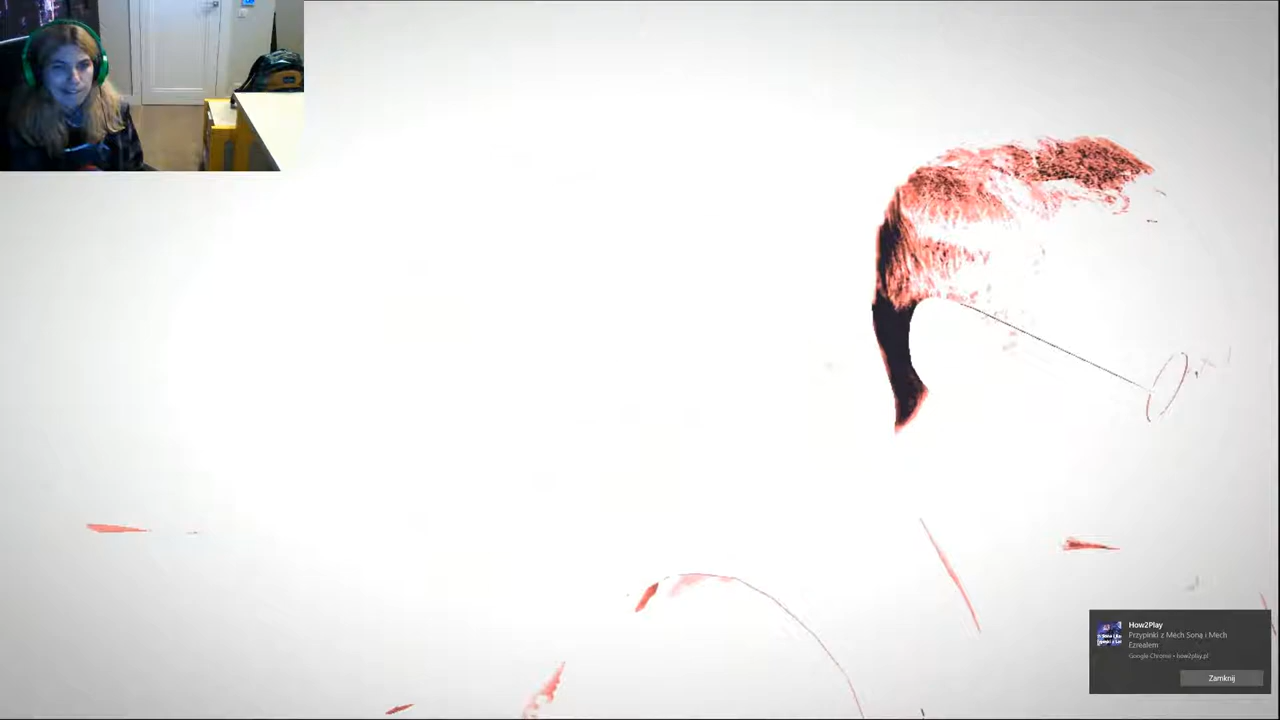 How2Play
Przypinki z Mech Soną i Mech
Ezrealem
Google Chrome • how2play.pl
Zamknij